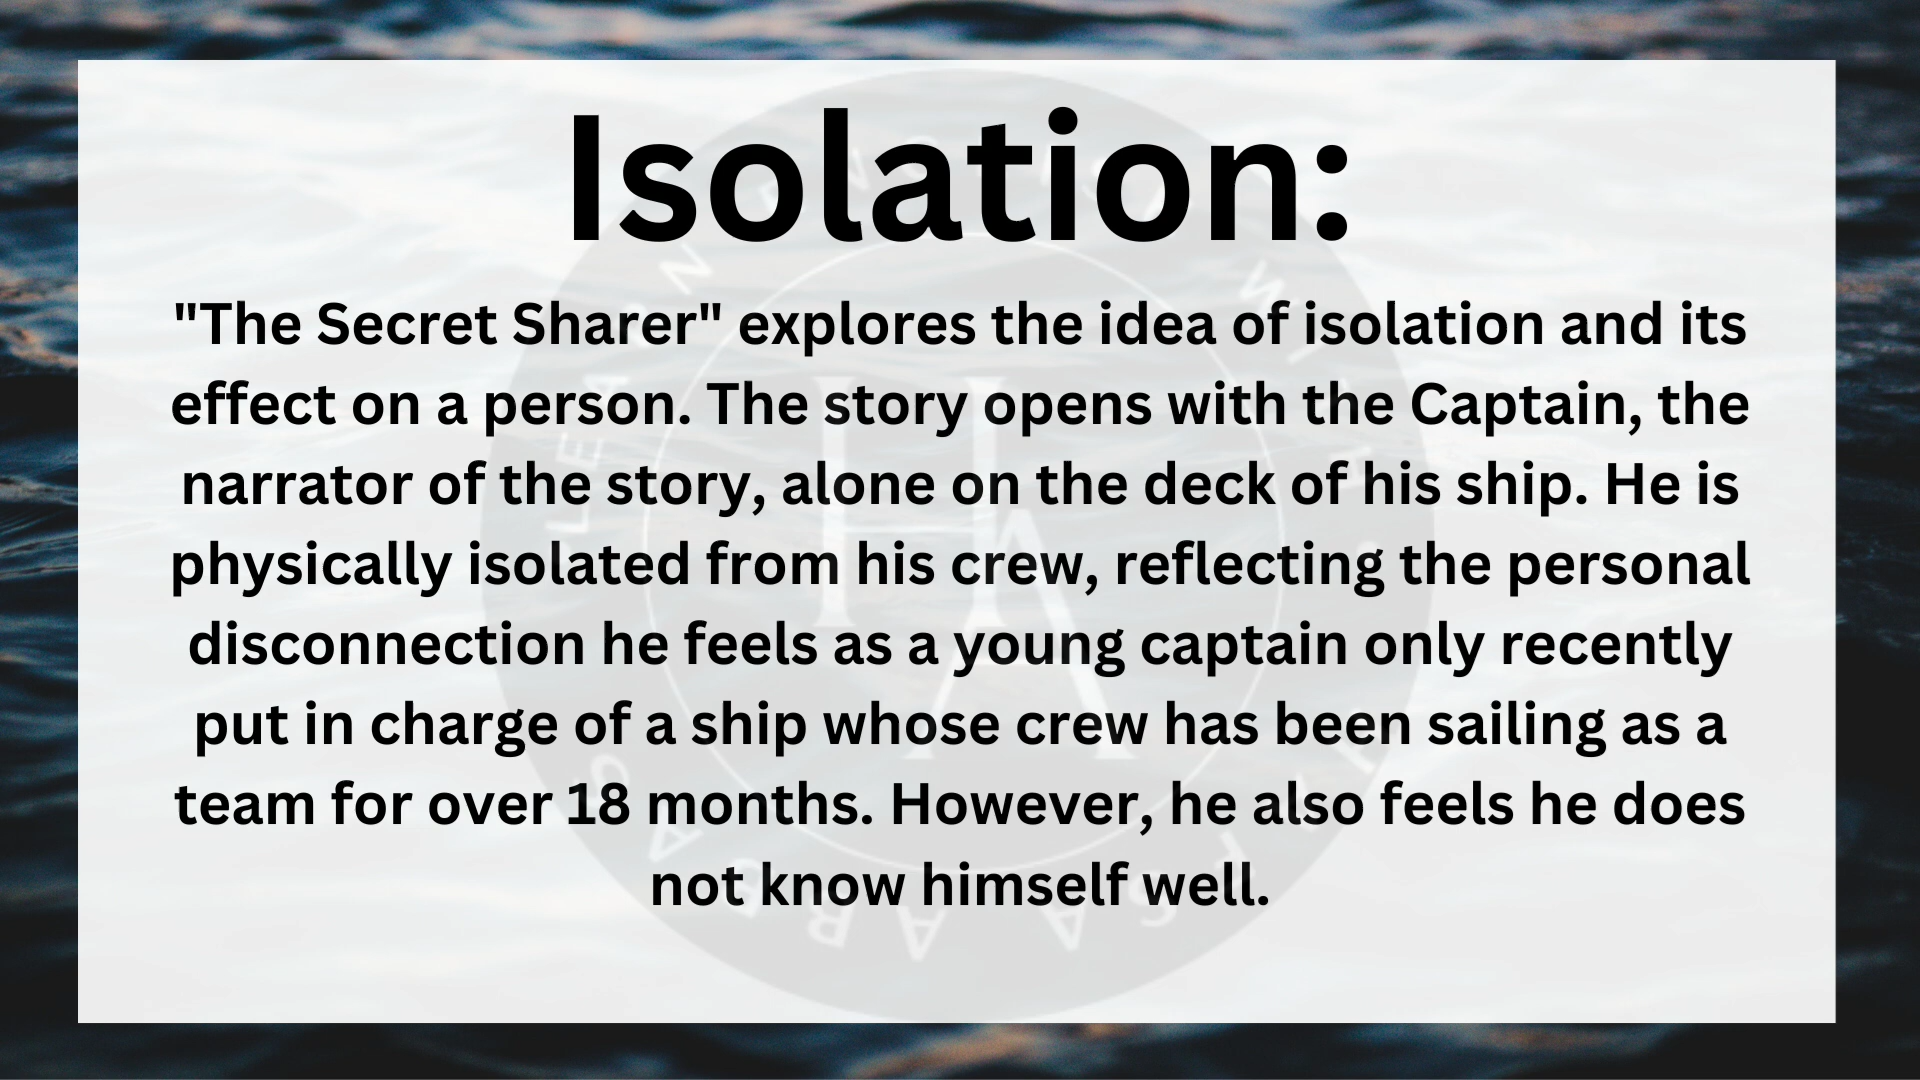 Isolation:
"The Secret Sharer" explores the idea of isolation and its
effect on a person. The story opens with the Captain, the
narrator of the story, alone on the deck of his ship. He is
physically isolated from his crew, reflecting the personal
disconnection he feels as a young captain only recently
put in charge of a ship whose crew has been sailing as a
team for over 18 months. However, he also feels he does
not know himself well.